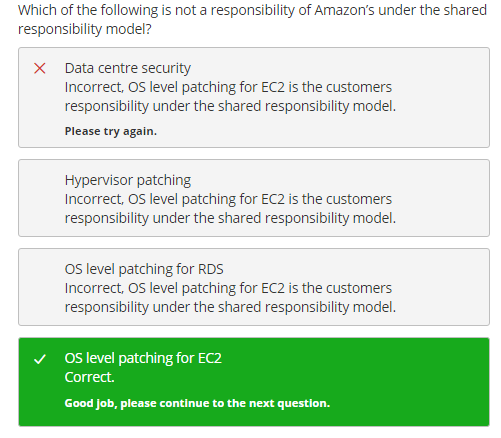 Which of the following is not a responsibility of Amazon’s under the shared
responsibility model?
Data centre security
Incorrect, OS level patching for EC2 is the customers
responsibility under the shared responsibility model.
Please try again.
Hypervisor patching
Incorrect, OS level patching for EC2 is the customers
responsibility under the shared responsibility model.
OS level patching for RDS
Incorrect, OS level patching for EC2 is the customers
responsibility under the shared responsibility model.
OS level patching for EC2
Correct.
Good job, please continue to the next question.